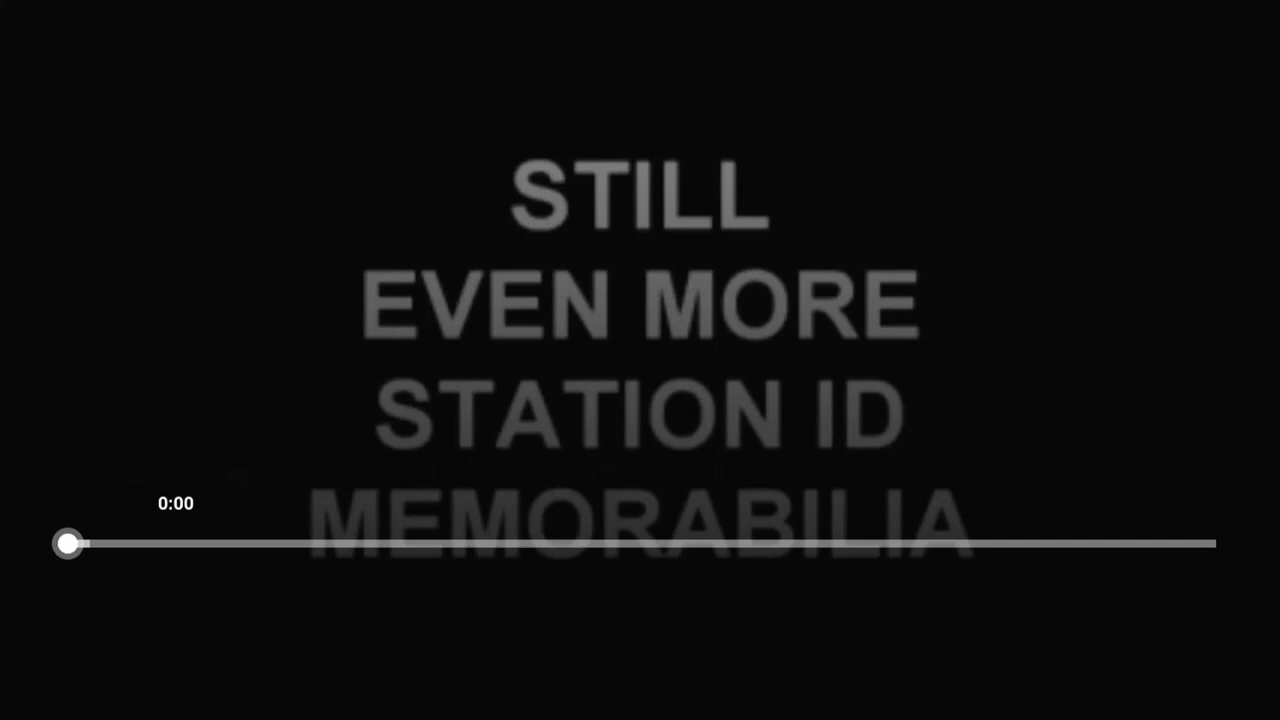 STILL
EVEN MORE
STATION ID
0:00
MEMORABILIA